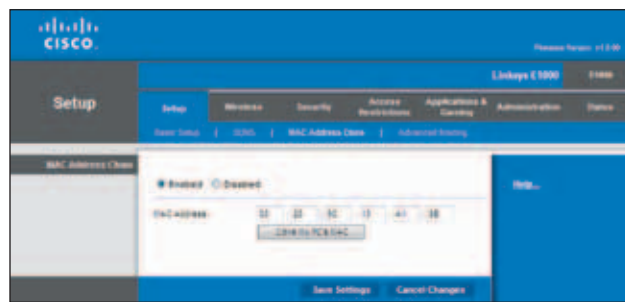 CISCO
Firmware Version: v1.0.00
Linksys E1000 E1000
Setup
Setup Wireless Security Access Restrictions Applications & Gaming Administration Status
Basic Setup | DDNS | MAC Address Clone | Advanced Routing
MAC Address Clone
Enabled Disabled
MAC Address:
Clone My PC's MAC
Help...
Save Settings Cancel Changes